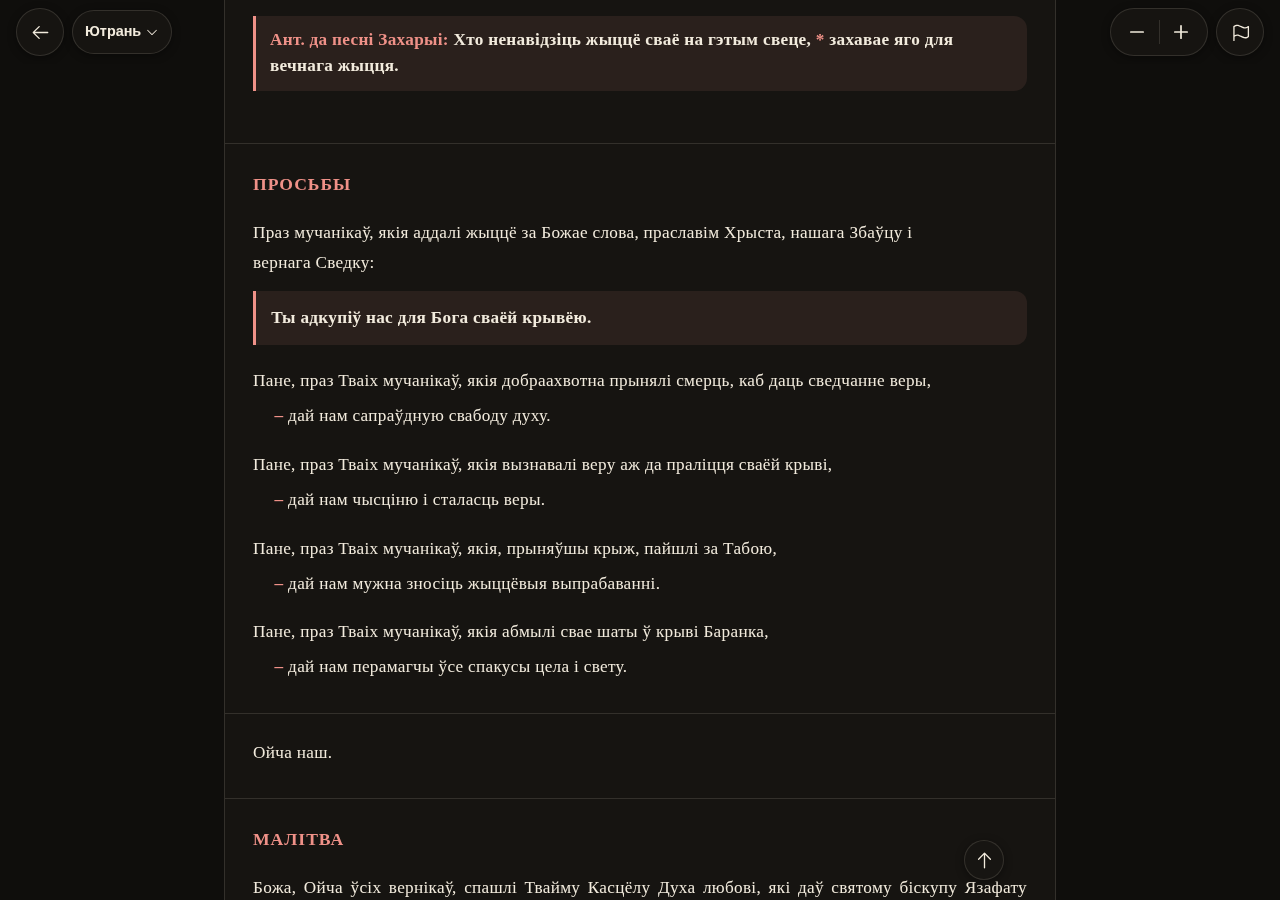 Ютрань
Ант. да песні Захарыі: Хто ненавідзіць жыццё сваё на гэтым свеце, * захавае яго для
вечнага жыцця.
ПРОСЬБЫ
Праз мучанікаў, якія аддалі жыццё за Божае слова, праславім Хрыста, нашага Збаўцу і
вернага Сведку:
Ты адкупіў нас для Бога сваёй крывёю.
Пане, праз Тваіх мучанікаў, якія добраахвотна прынялі смерць, каб даць сведчанне веры,
– дай нам сапраўдную свабоду духу.
Пане, праз Тваіх мучанікаў, якія вызнавалі веру аж да праліцця сваёй крыві,
– дай нам чысціню і сталасць веры.
Пане, праз Тваіх мучанікаў, якія, прыняўшы крыж, пайшлі за Табою,
– дай нам мужна зносіць жыццёвыя выпрабаванні.
Пане, праз Тваіх мучанікаў, якія абмылі свае шаты ў крыві Баранка,
– дай нам перамагчы ўсе спакусы цела і свету.
Ойча наш.
МАЛІТВА
Божа, Ойча ўсіх вернікаў, спашлі Твайму Касцёлу Духа любові, які даў святому біскупу Язафату